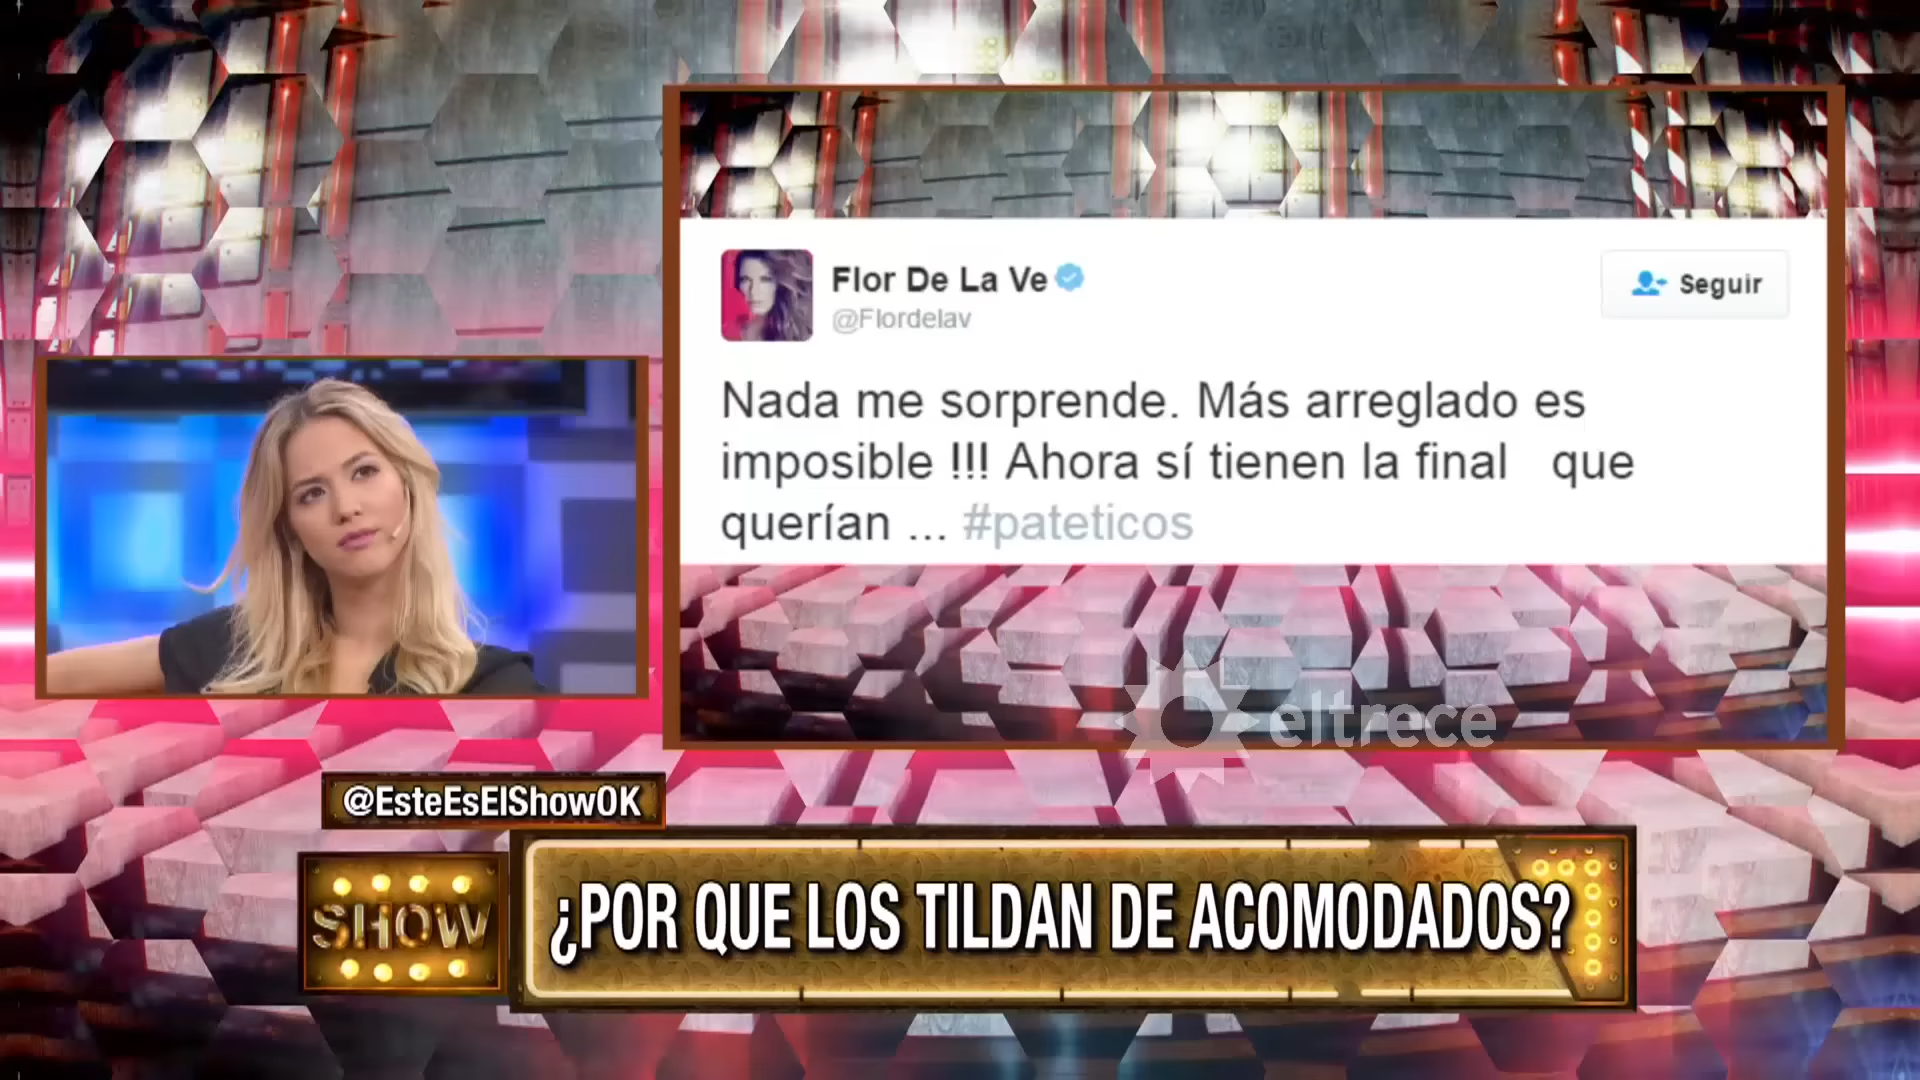 Flor De La Ve
@Flordelav
Seguir
Nada me sorprende. Más arreglado es
imposible !!! Ahora sí tienen la final que
querían ... #pateticos
eltrece
@EsteEsElShowOK
SHOW
¿POR QUE LOS TILDAN DE ACOMODADOS?